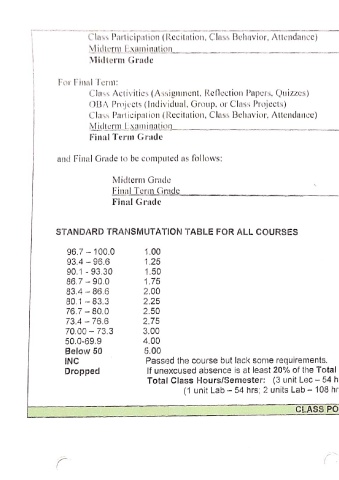 Class Participation (Recitation, Class Behavior, Attendance)
Midterm Examination
Midterm Grade
For Final Term:
Class Activities (Assignment, Reflection Papers, Quizzes)
OBA Projects (Individual, Group, or Class Projects)
Class Participation (Recitation, Class Behavior, Attendance)
Midterm Examination
Final Term Grade
and Final Grade to be computed as follows:
Midterm Grade
Final Term Grade
Final Grade
STANDARD TRANSMUTATION TABLE FOR ALL COURSES
96.7 – 100.0 1.00
93.4 – 96.6 1.25
90.1 - 93.30 1.50
86.7 – 90.0 1.75
83.4 – 86.6 2.00
80.1 – 83.3 2.25
76.7 – 80.0 2.50
73.4 – 76.6 2.75
70.00 – 73.3 3.00
50.0-69.9 4.00
Below 50 5.00
INC Passed the course but lack some requirements.
Dropped If unexcused absence is at least 20% of the Total
Total Class Hours/Semester: (3 unit Lec – 54 h
(1 unit Lab – 54 hrs; 2 units Lab – 108 hr
CLASS PO